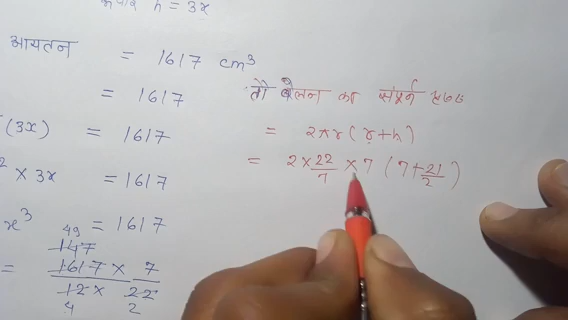 h = 3x
आयतन = 1617 cm³
= 1617
(3x) = 1617
² × 3x = 1617
x³ = 1617
49
147
= 1617 × 7
12 × 22
4 2
तो बेलन का संपूर्ण पृष्ठ
= 2πr (r+h)
= 2 × 22/7 × 7 (7 + 21/2)